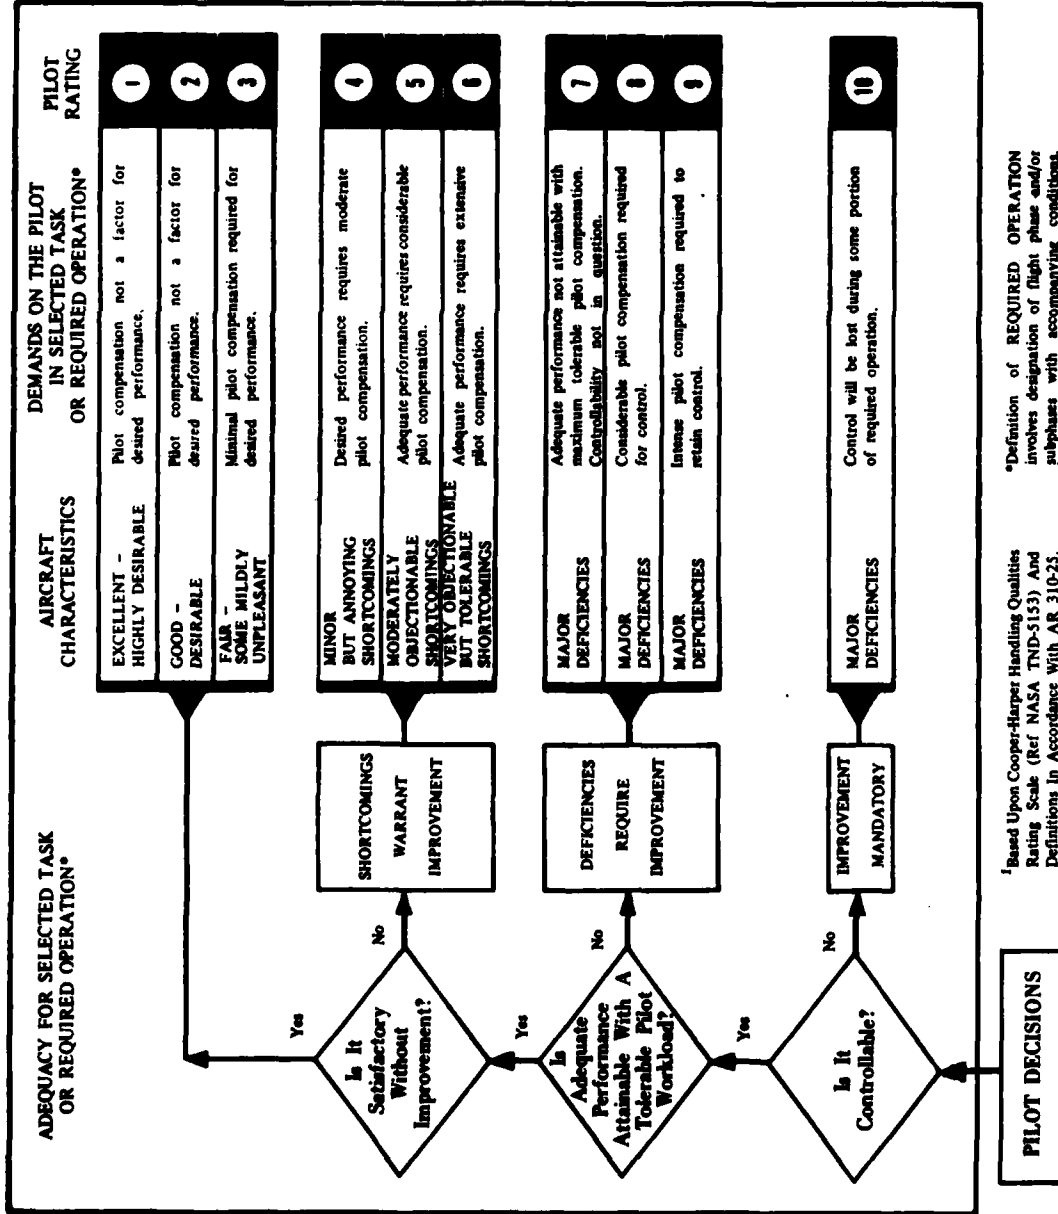 ADEQUACY FOR SELECTED TASK
OR REQUIRED OPERATION*
AIRCRAFT
CHARACTERISTICS
DEMANDS ON THE PILOT
IN SELECTED TASK
OR REQUIRED OPERATION*
PILOT
RATING
EXCELLENT -
HIGHLY DESIRABLE
Pilot compensation not a factor for
desired performance.
1
GOOD -
DESIRABLE
Pilot compensation not a factor for
desired performance.
2
FAIR -
SOME MILDLY
UNPLEASANT
Minimal pilot compensation required for
desired performance.
3
Yes
Is It
Satisfactory
Without
Improvement?
No
SHORTCOMINGS
WARRANT
IMPROVEMENT
MINOR
BUT ANNOYING
SHORTCOMINGS
Desired performance requires moderate
pilot compensation.
4
MODERATELY
OBJECTIONABLE
SHORTCOMINGS
Adequate performance requires considerable
pilot compensation.
5
VERY OBJECTIONABLE
BUT TOLERABLE
SHORTCOMINGS
Adequate performance requires extensive
pilot compensation.
6
Yes
Is
Adequate
Performance
Attainable With A
Tolerable Pilot
Workload?
No
DEFICIENCIES
REQUIRE
IMPROVEMENT
MAJOR
DEFICIENCIES
Adequate performance not attainable with
maximum tolerable pilot compensation.
Controllability not in question.
7
MAJOR
DEFICIENCIES
Considerable pilot compensation required
for control.
8
MAJOR
DEFICIENCIES
Intense pilot compensation required to
retain control.
9
Yes
Is It
Controllable?
No
IMPROVEMENT
MANDATORY
MAJOR
DEFICIENCIES
Control will be lost during some portion
of required operation.
10
PILOT DECISIONS
1Based Upon Cooper-Harper Handling Qualities
Rating Scale (Ref NASA TND-5153) And
Definitions In Accordance With AR 310-25.
*Definition of REQUIRED OPERATION
involves designation of flight phase and/or
subphases with accompanying conditions.